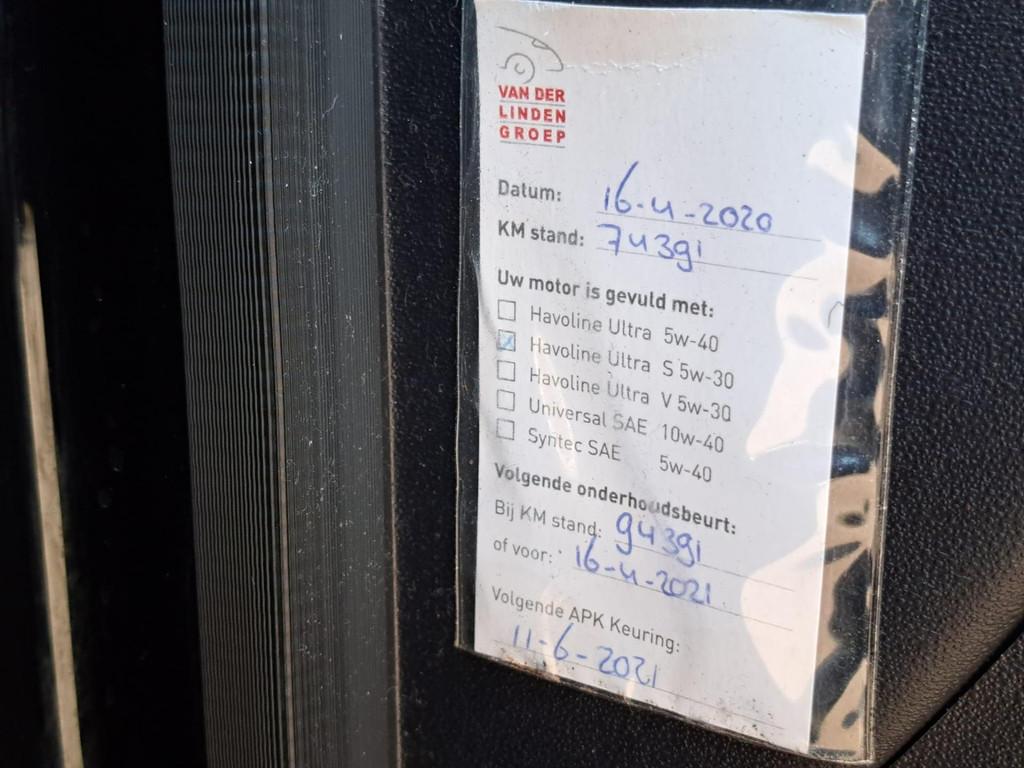 VAN DER
LINDEN
GROEP
Datum: 16-4-2020
KM stand: 74391
Uw motor is gevuld met:
Havoline Ultra 5w-40
Havoline Ultra S 5w-30
Havoline Ultra V 5w-30
Universal SAE 10w-40
Syntec SAE 5w-40
Volgende onderhoudsbeurt:
Bij KM stand: 94391
of voor: 16-4-2021
Volgende APK Keuring:
11-6-2021